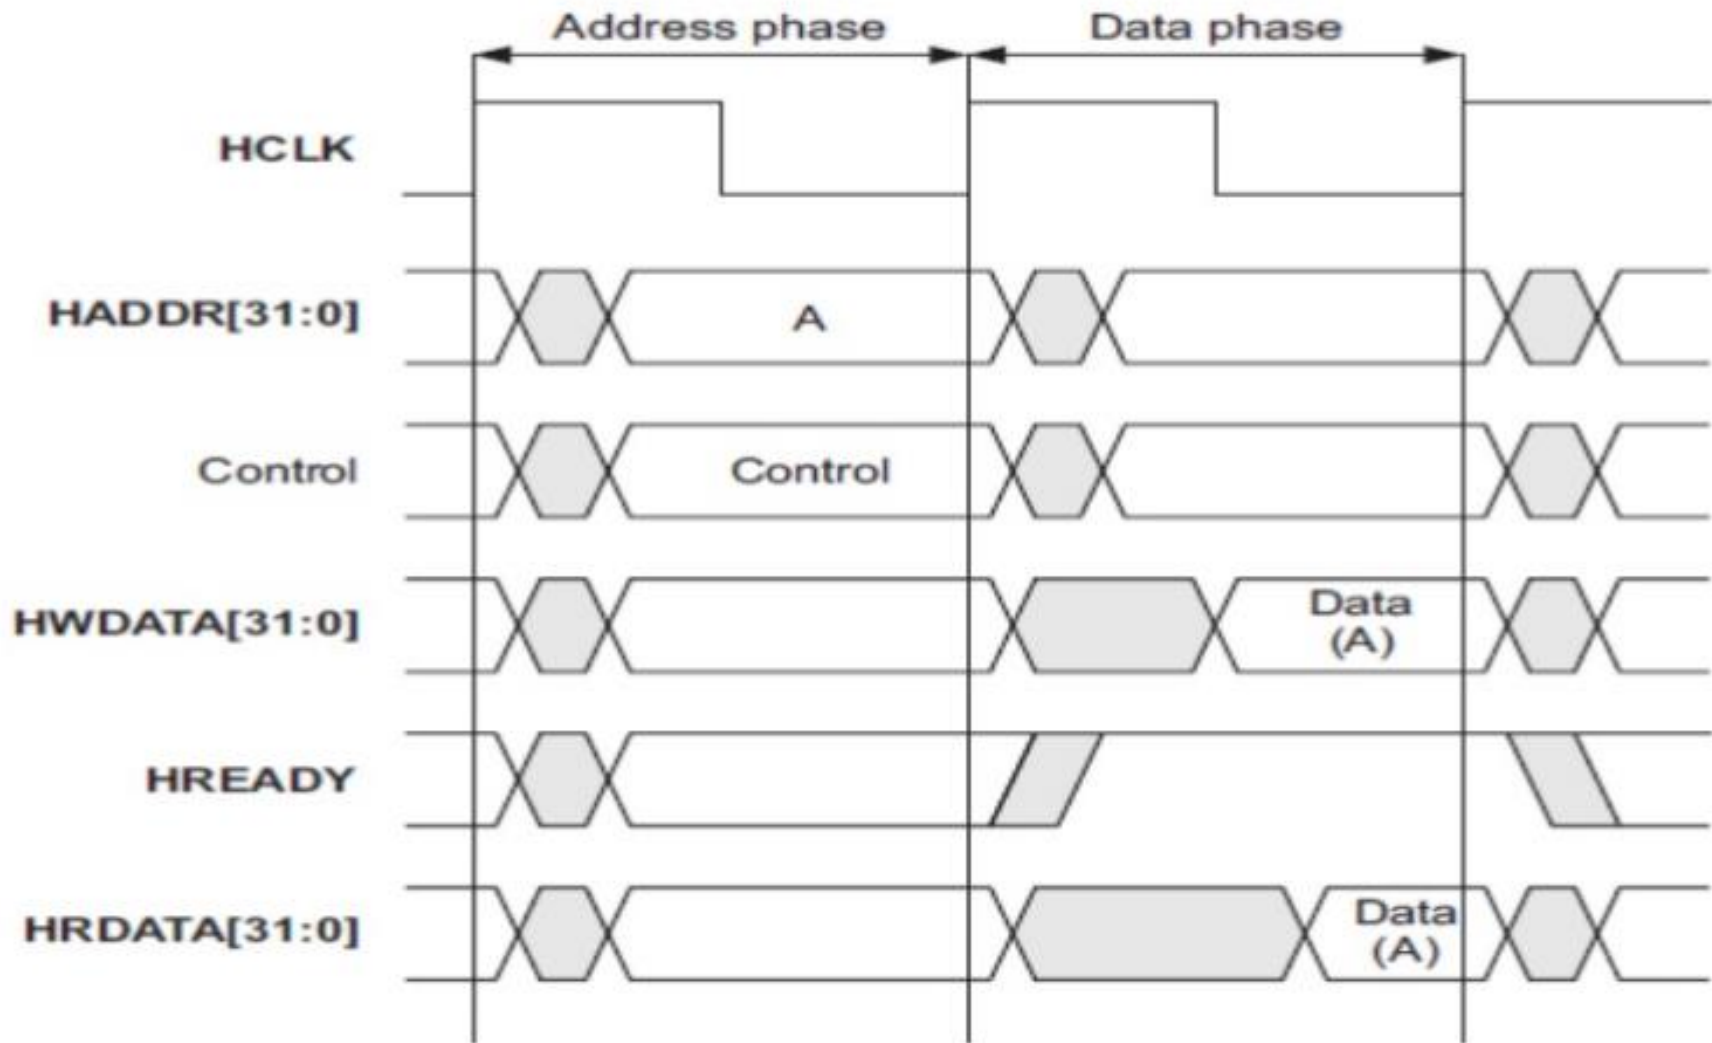 Address phase
Data phase
HCLK
HADDR[31:0]
A
Control
Control
HWDATA[31:0]
Data
(A)
HREADY
HRDATA[31:0]
Data
(A)